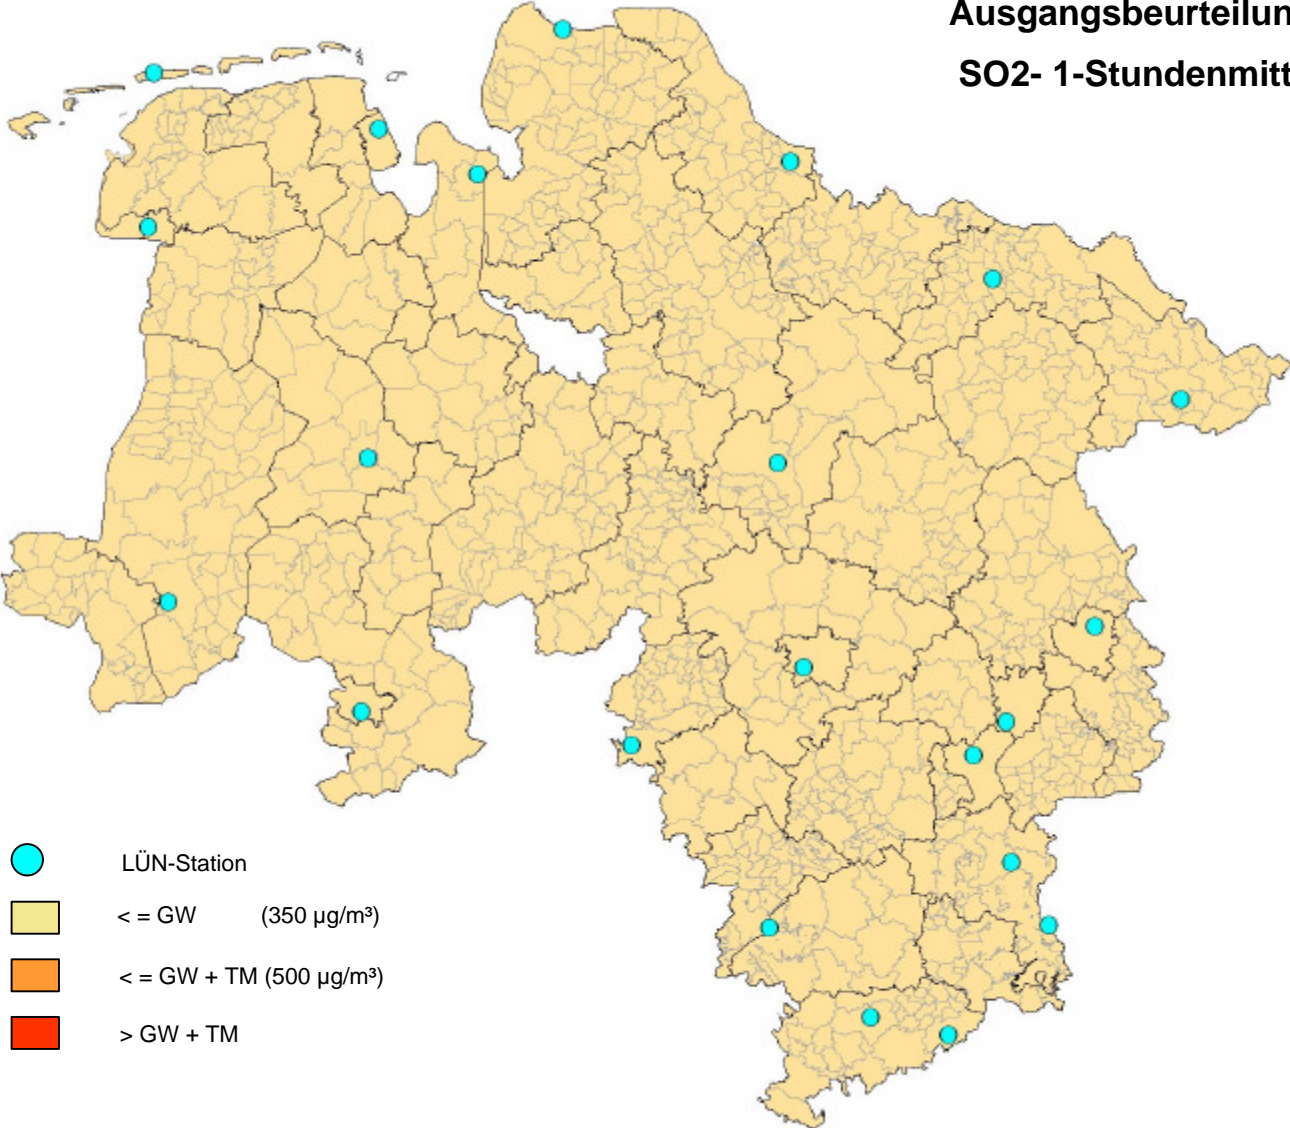 Ausgangsbeurteilun
SO2- 1-Stundenmitt
LÜN-Station
< = GW (350 µg/m³)
< = GW + TM (500 µg/m³)
> GW + TM